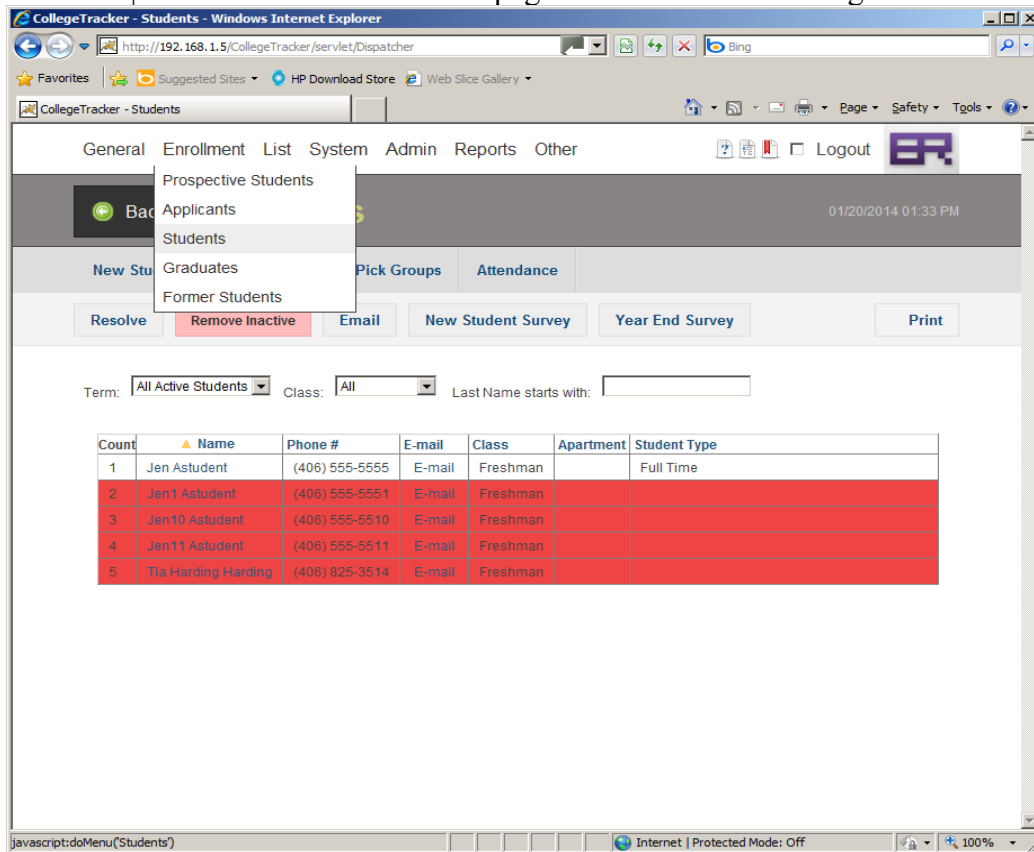 page
CollegeTracker - Students - Windows Internet Explorer
http://192.168.1.5/CollegeTracker/servlet/Dispatcher
Bing
Favorites Suggested Sites HP Download Store Web Slice Gallery
CollegeTracker - Students Page Safety Tools
General Enrollment List System Admin Reports Other Logout ER
Prospective Students
Bac Applicants s 01/20/2014 01:33 PM
Students
New Stu Graduates Pick Groups Attendance
Former Students
Resolve Remove Inactive Email New Student Survey Year End Survey Print
Term: All Active Students Class: All Last Name starts with:
Count Name Phone # E-mail Class Apartment Student Type
1 Jen Astudent (406) 555-5555 E-mail Freshman Full Time
2 Jen1 Astudent (406) 555-5551 E-mail Freshman
3 Jen10 Astudent (406) 555-5510 E-mail Freshman
4 Jen11 Astudent (406) 555-5511 E-mail Freshman
5 Tia Harding Harding (406) 825-3514 E-mail Freshman
javascript:doMenu('Students') Internet | Protected Mode: Off 100%